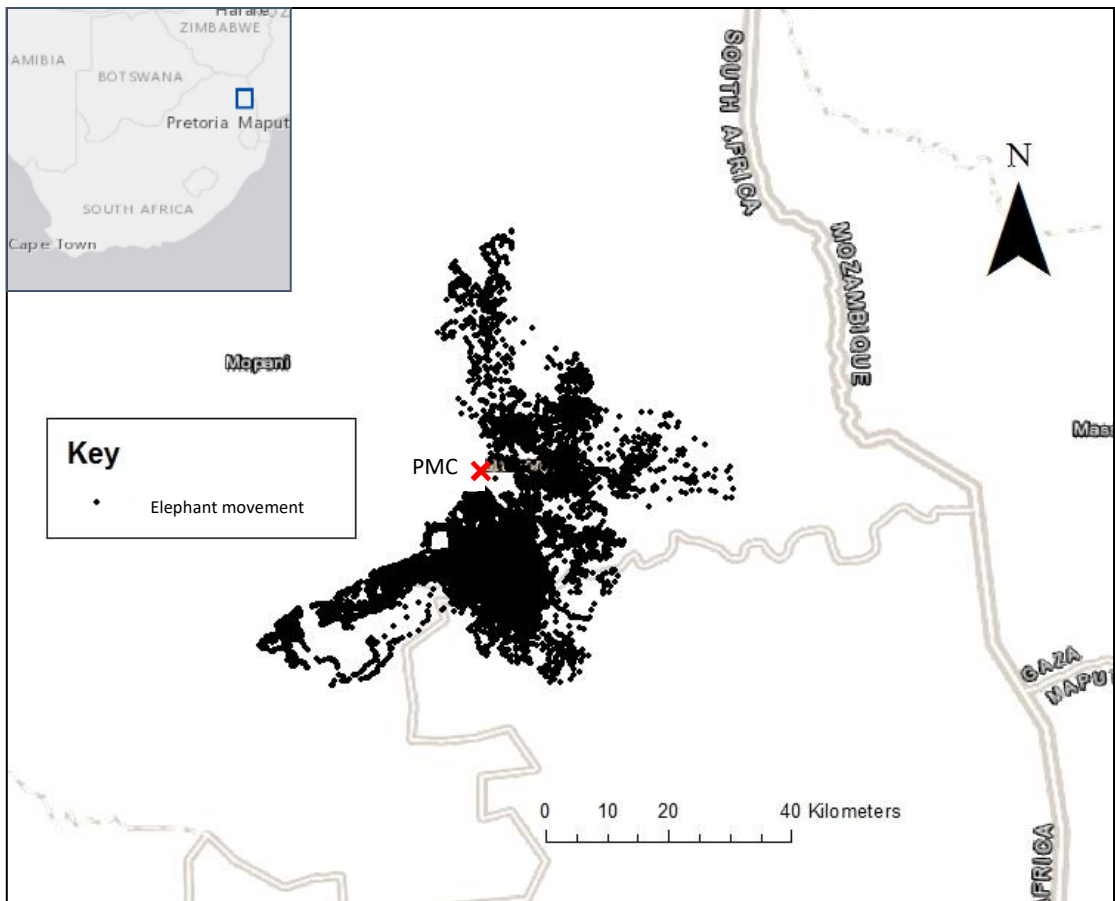 Harare
MOZ
ZIMBABWE
AMIBIA
BOTSWANA
Pretoria Maput
SOUTH AFRICA
Cape Town
SOUTH AFRICA
MOZAMBIQUE
N
Mopani
Key
Elephant movement
PMC
Mass
GAZA
MAPUT
0 10 20 40 Kilometers
AFRICA